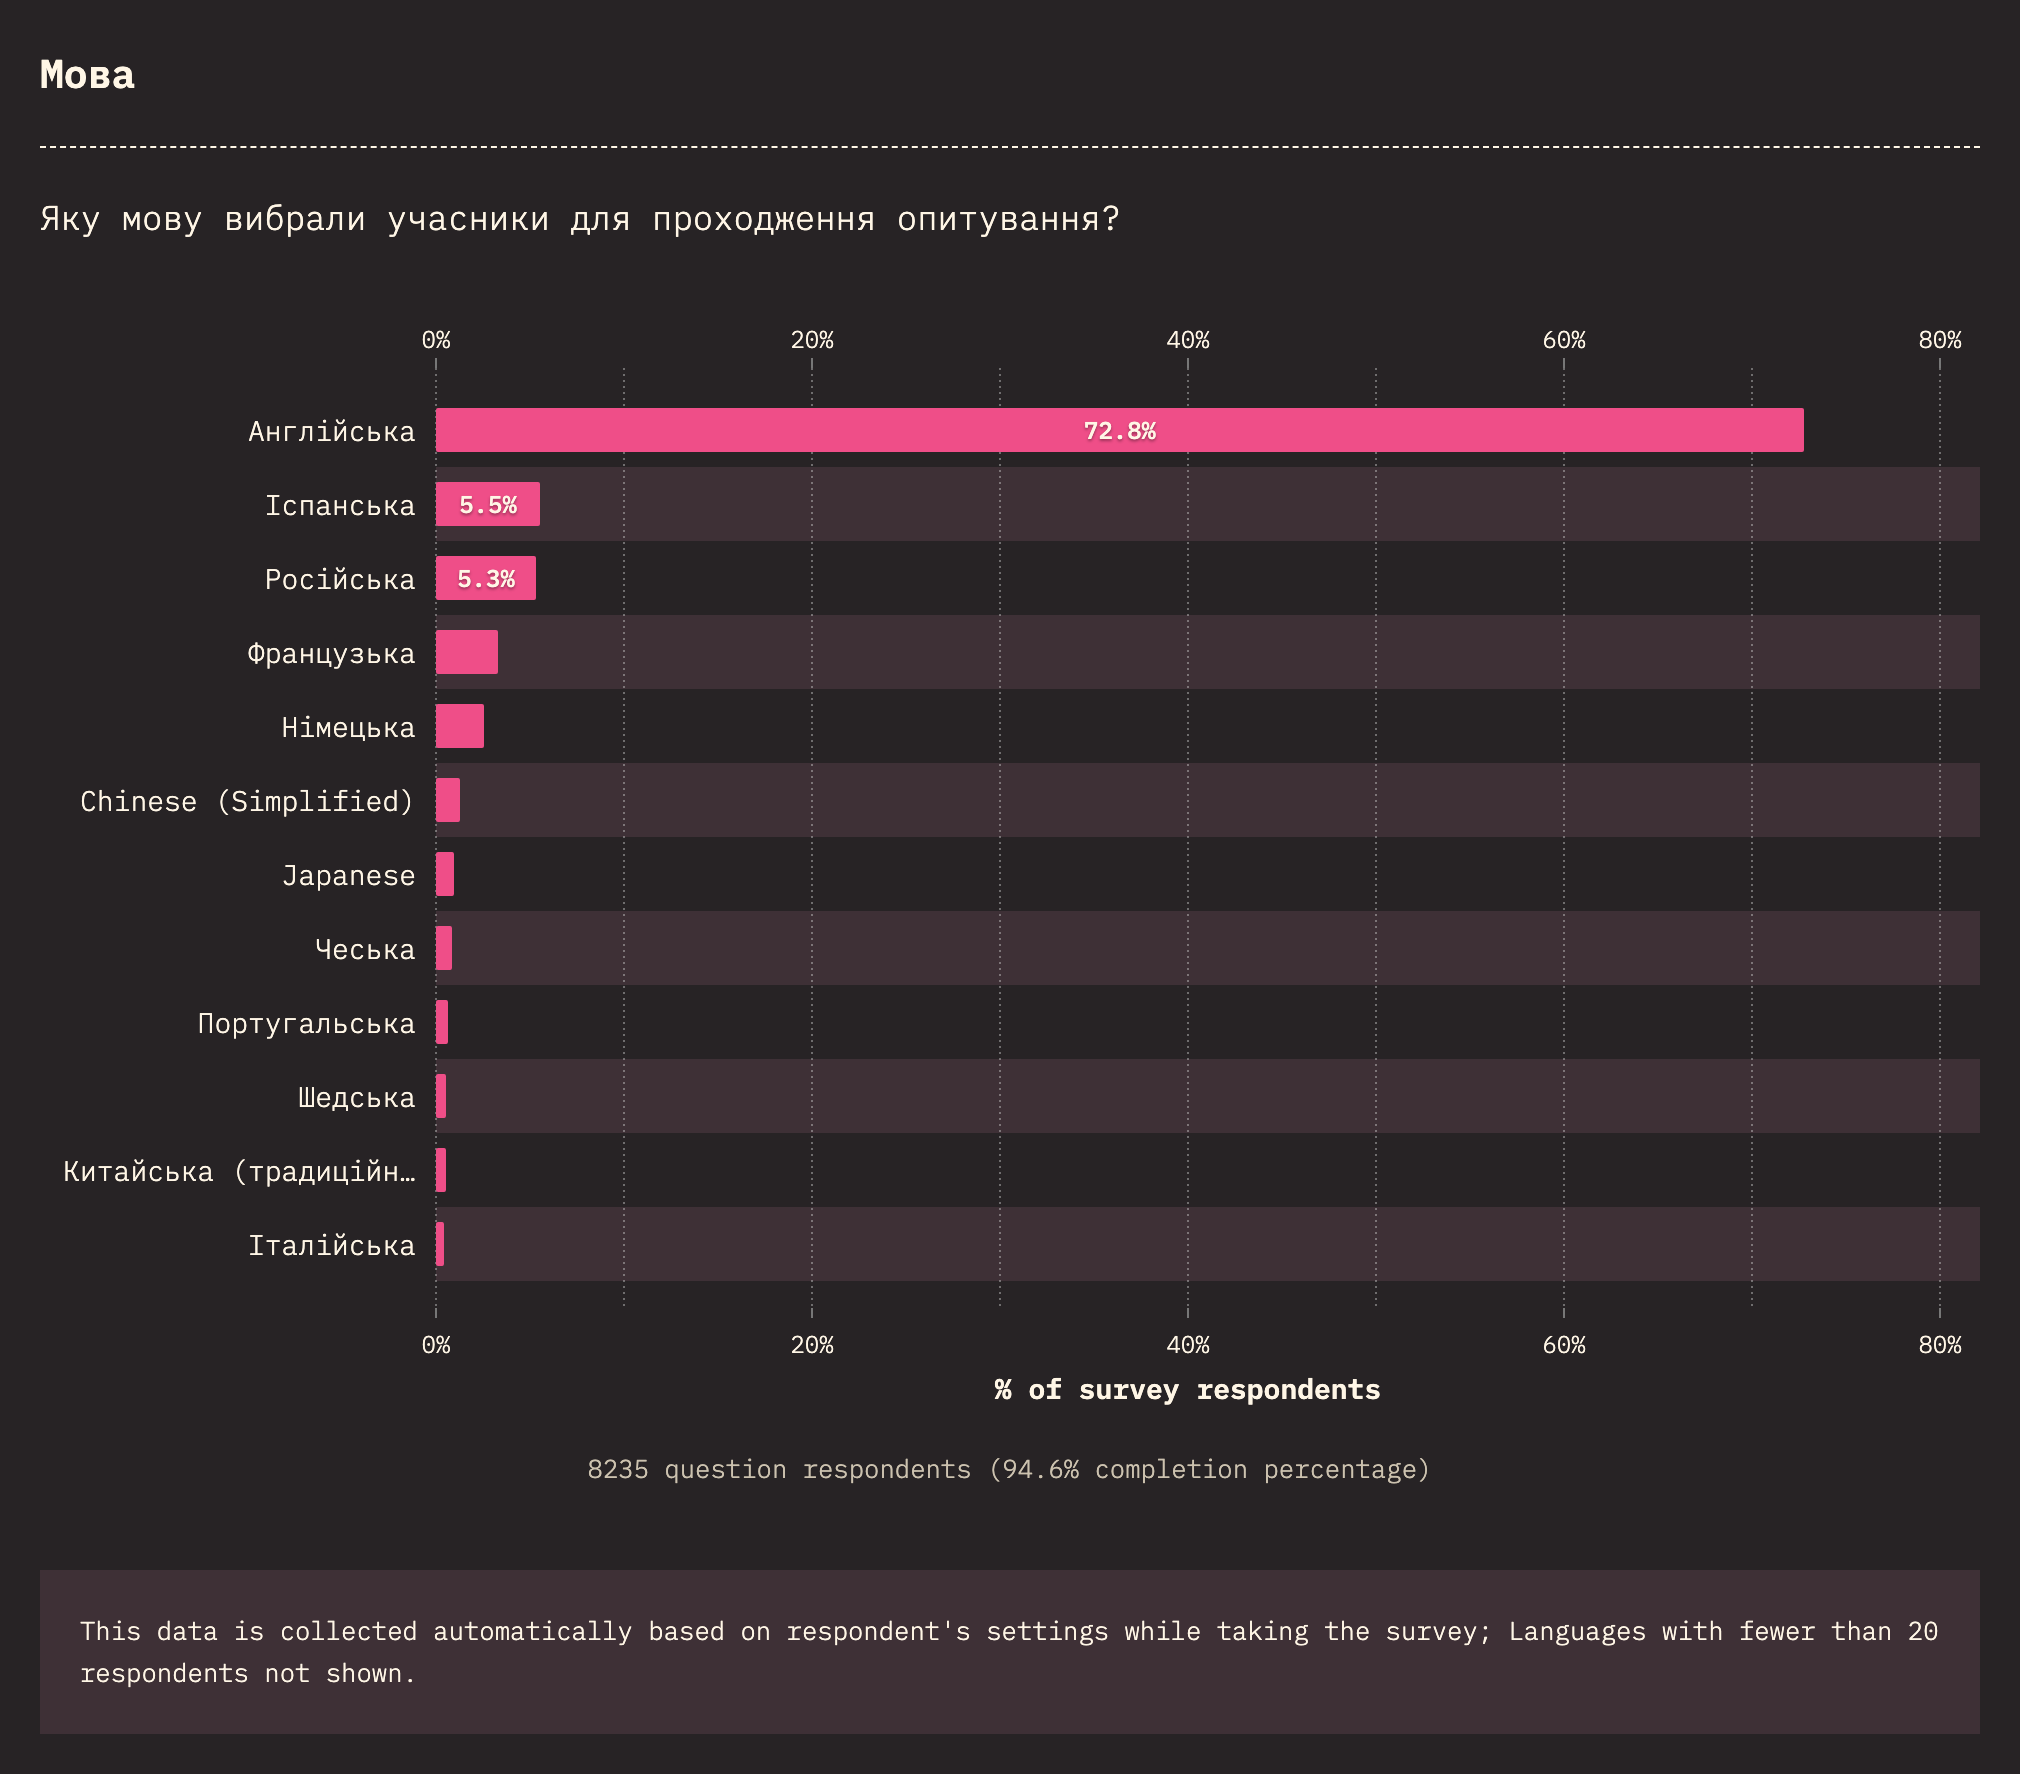 Мова
Яку мову вибрали учасники для проходження опитування?
0% 20% 40% 60% 80%
Англійська 72.8%
Іспанська 5.5%
Російська 5.3%
Французька
Німецька
Chinese (Simplified)
Japanese
Чеська
Португальська
Шедська
Китайська (традиційн…
Італійська
0% 20% 40% 60% 80%
% of survey respondents
8235 question respondents (94.6% completion percentage)
This data is collected automatically based on respondent's settings while taking the survey; Languages with fewer than 20
respondents not shown.